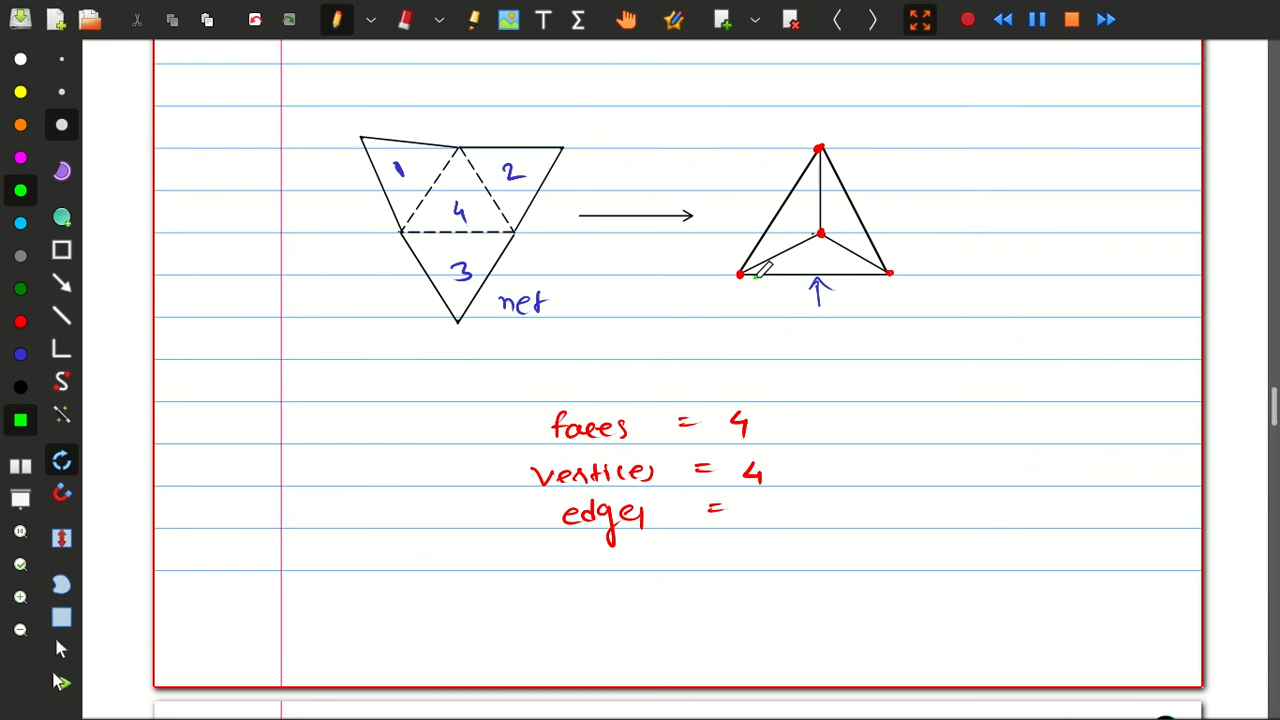 1
2
4
3
net
faces = 4
vertices = 4
edges =